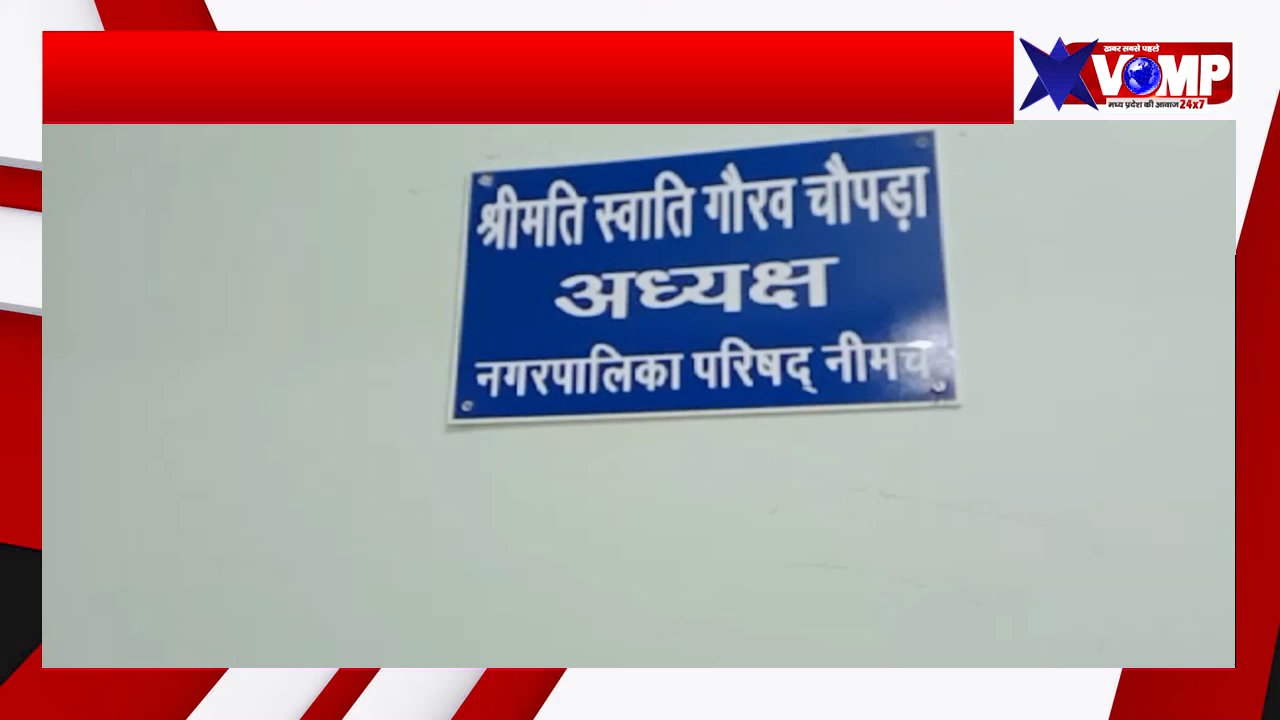 खबर सबसे पहले
VOMP
मध्य प्रदेश की आवाज 24x7
श्रीमति स्वाति गौरव चौपड़ा
अध्यक्ष
नगरपालिका परिषद् नीमच